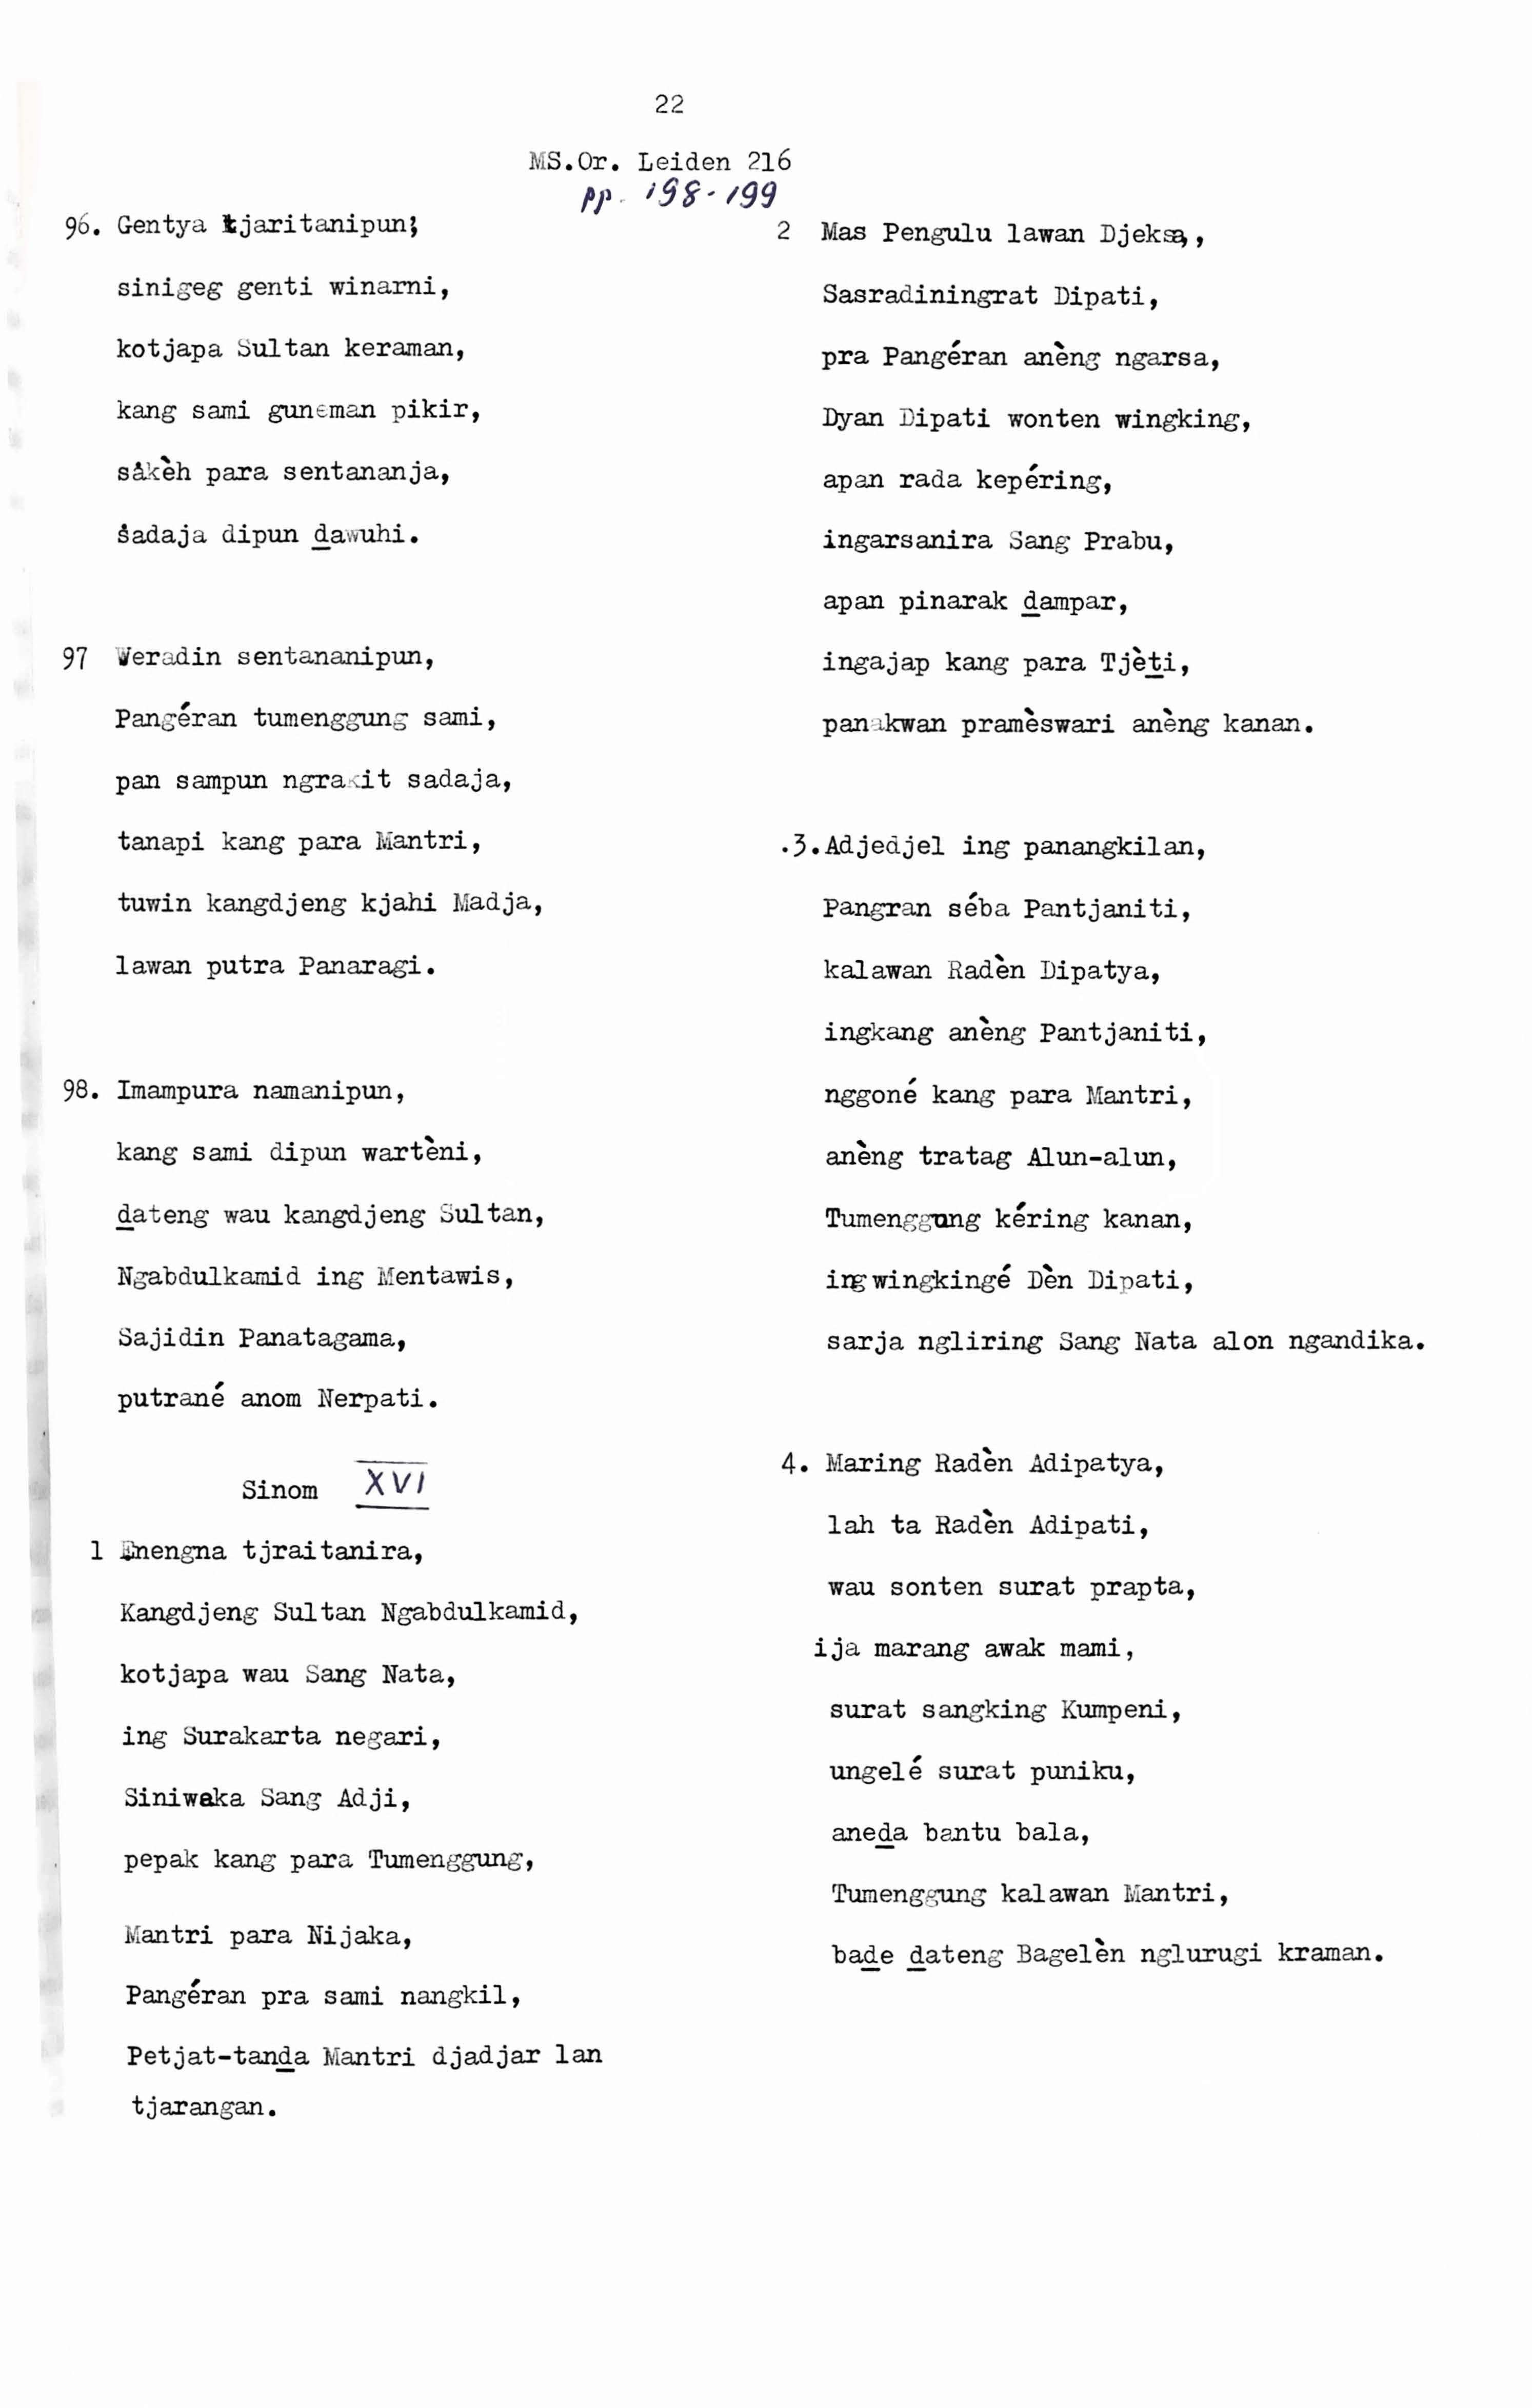 22
MS.Or. Leiden 216
pp. 198-199
96. Gentya tjaritanipun;
sinigeg genti winarni,
kotjapa Sultan keraman,
kang sami guneman pikir,
såkèh para sentananja,
sadaja dipun d̲awuhi.
97 Weradin sentananipun,
Pangéran tumenggung sami,
pan sampun ngrakit sadaja,
tanapi kang para Mantri,
tuwin kangdjeng kjahi Madja,
lawan putra Panaragi.
98. Imampura namanipun,
kang sami dipun wartèni,
d̲ateng wau kangdjeng Sultan,
Ngabdulkamid ing Mentawis,
Sajidin Panatagama,
putrané anom Nerpati.
Sinom XVI
1 Enengna tjraitanira,
Kangdjeng Sultan Ngabdulkamid,
kotjapa wau Sang Nata,
ing Surakarta negari,
Siniwaka Sang Adji,
pepak kang para Tumenggung,
Mantri para Nijaka,
Pangéran pra sami nangkil,
Petjat-tand̲a Mantri djadjar lan
tjarangan.
2 Mas Pengulu lawan Djeksa,
Sasradiningrat Dipati,
pra Pangéran anèng ngarsa,
Dyan Dipati wonten wingking,
apan rada kepéring,
ingarsanira Sang Prabu,
apan pinarak d̲ampar,
ingajap kang para Tjèt̲i,
panakwan pramèswari anèng kanan.
.3.Adjedjel ing panangkilan,
Pangran séba Pantjaniti,
kalawan Radèn Dipatya,
ingkang anèng Pantjaniti,
nggoné kang para Mantri,
anèng tratag Alun-alun,
Tumenggung kéring kanan,
ing wingkingé Dèn Dipati,
sarja ngliring Sang Nata alon ngandika.
4. Maring Radèn Adipatya,
lah ta Radèn Adipati,
wau sonten surat prapta,
ija marang awak mami,
surat sangking Kumpeni,
ungelé surat puniku,
aned̲a bantu bala,
Tumenggung kalawan Mantri,
bad̲e d̲ateng Bagelèn nglurugi kraman.